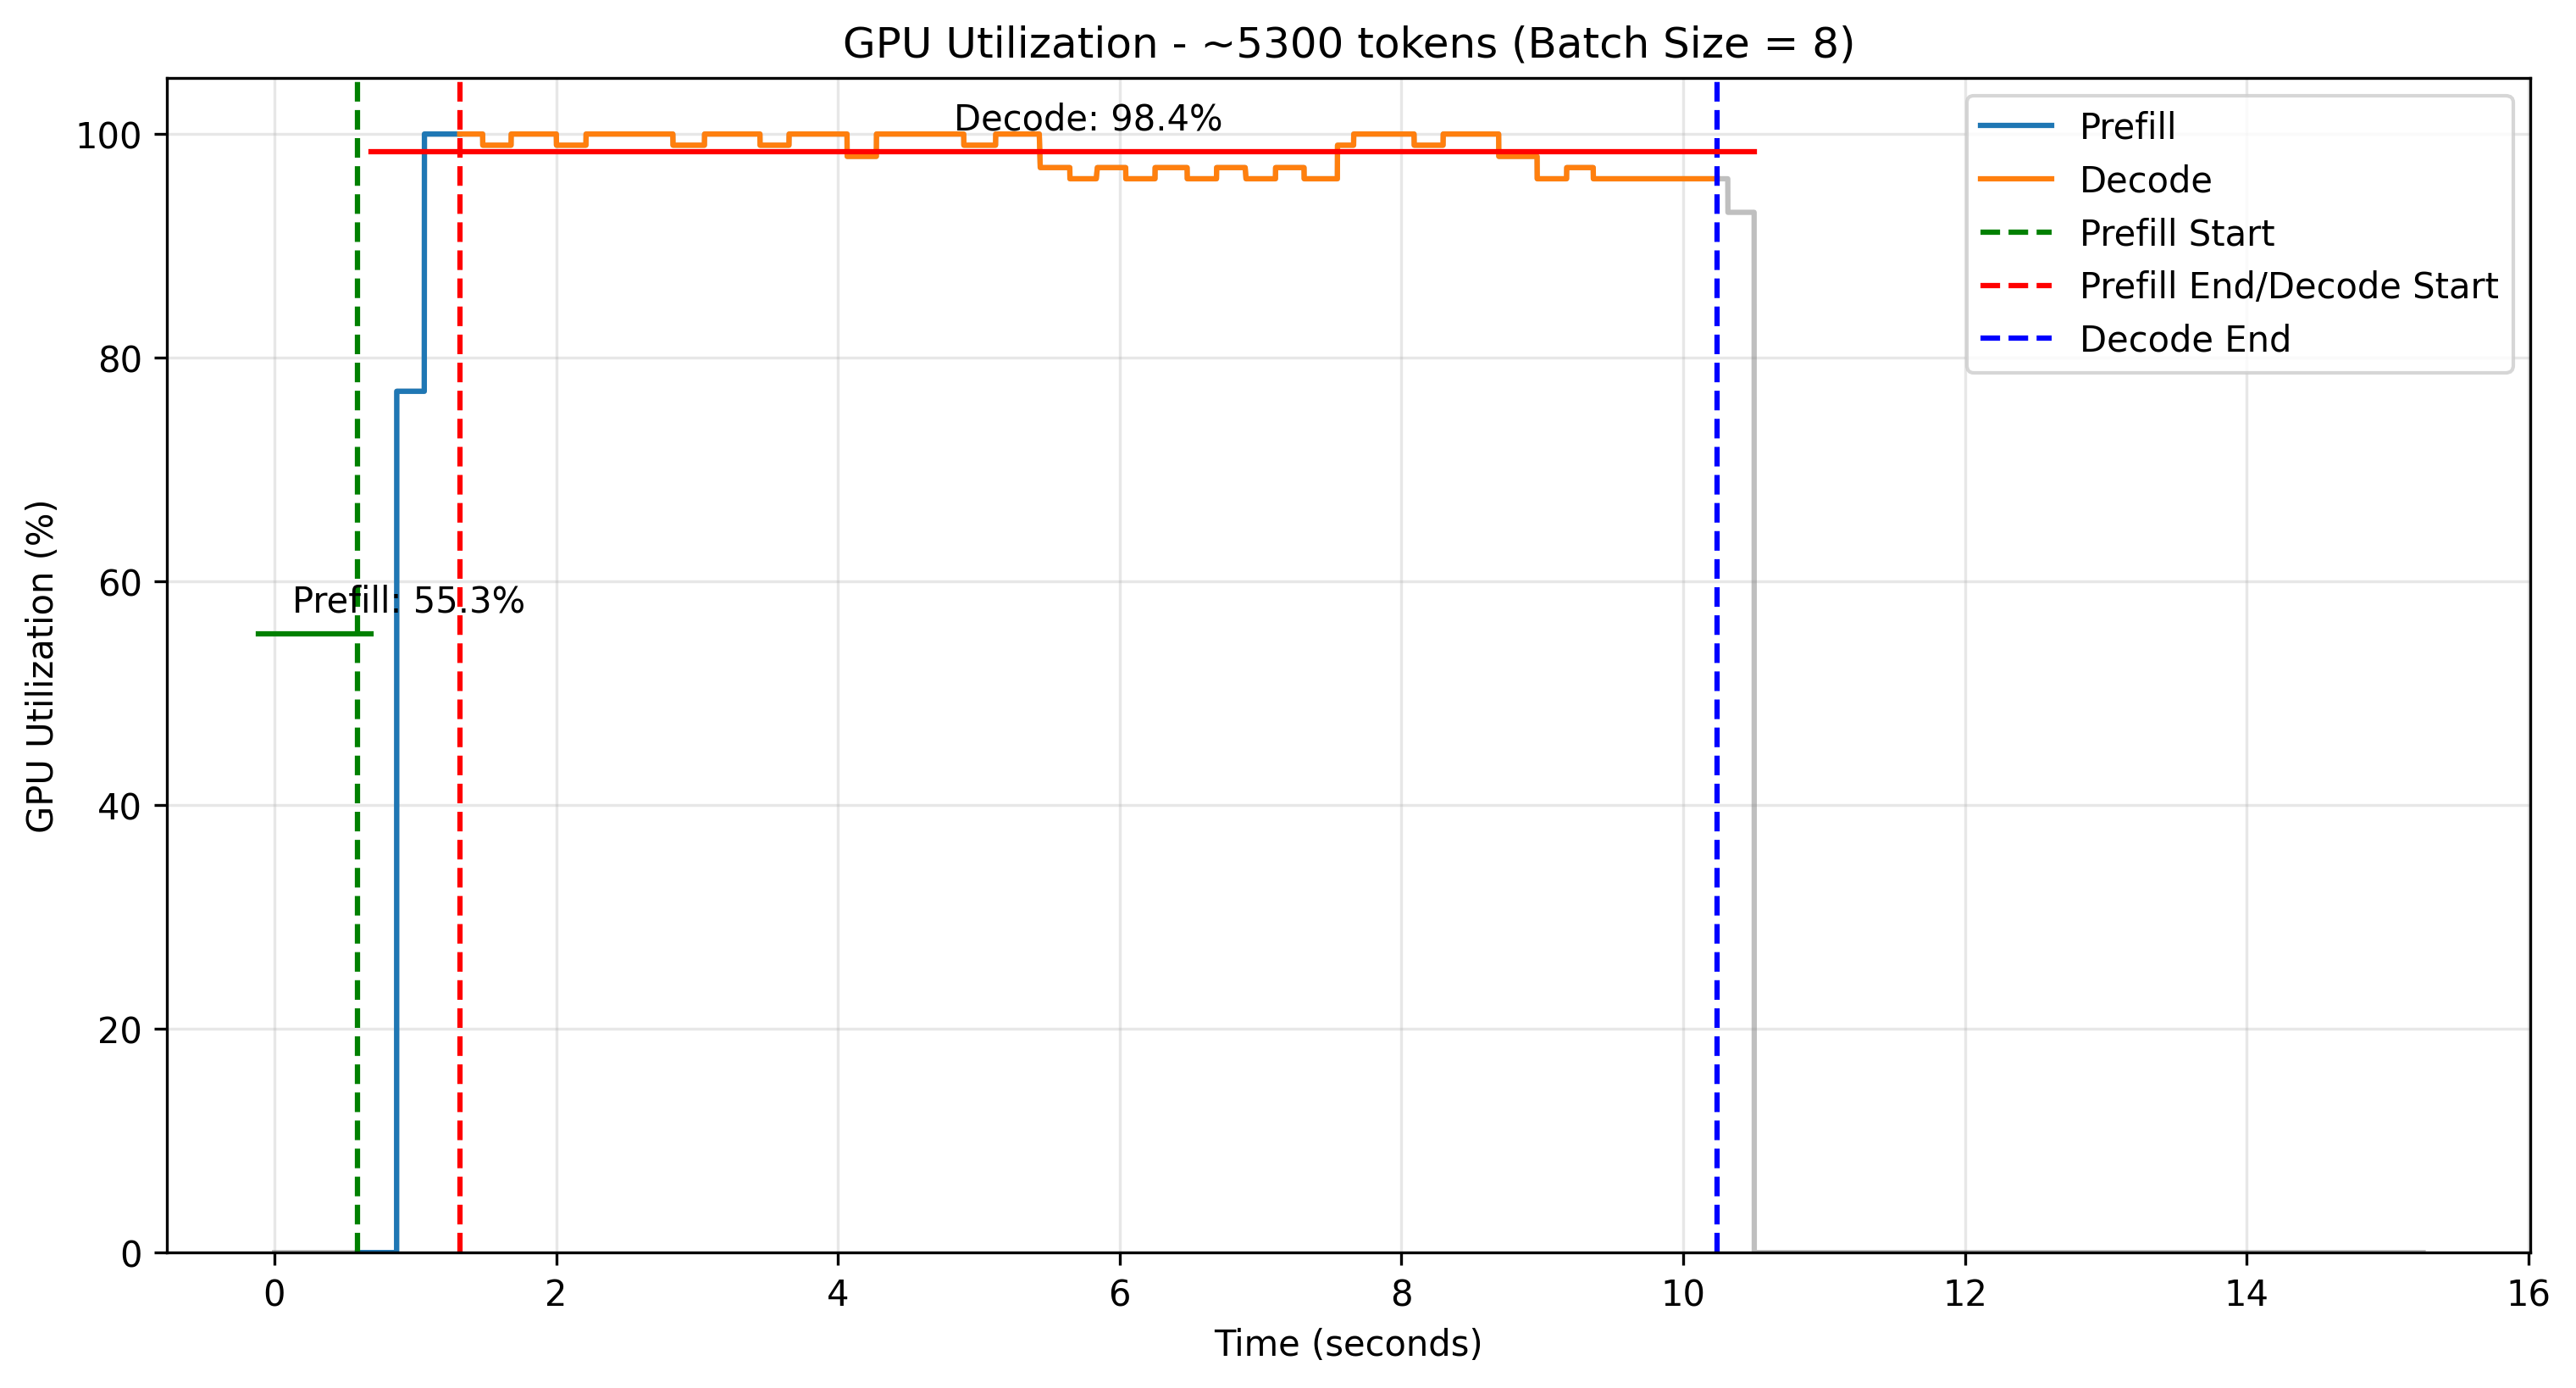 GPU Utilization - ~5300 tokens (Batch Size = 8)
Decode: 98.4%
Prefill: 55.3%
Prefill
Decode
Prefill Start
Prefill End/Decode Start
Decode End
GPU Utilization (%)
100
80
60
40
20
0
0 2 4 6 8 10 12 14 16
Time (seconds)